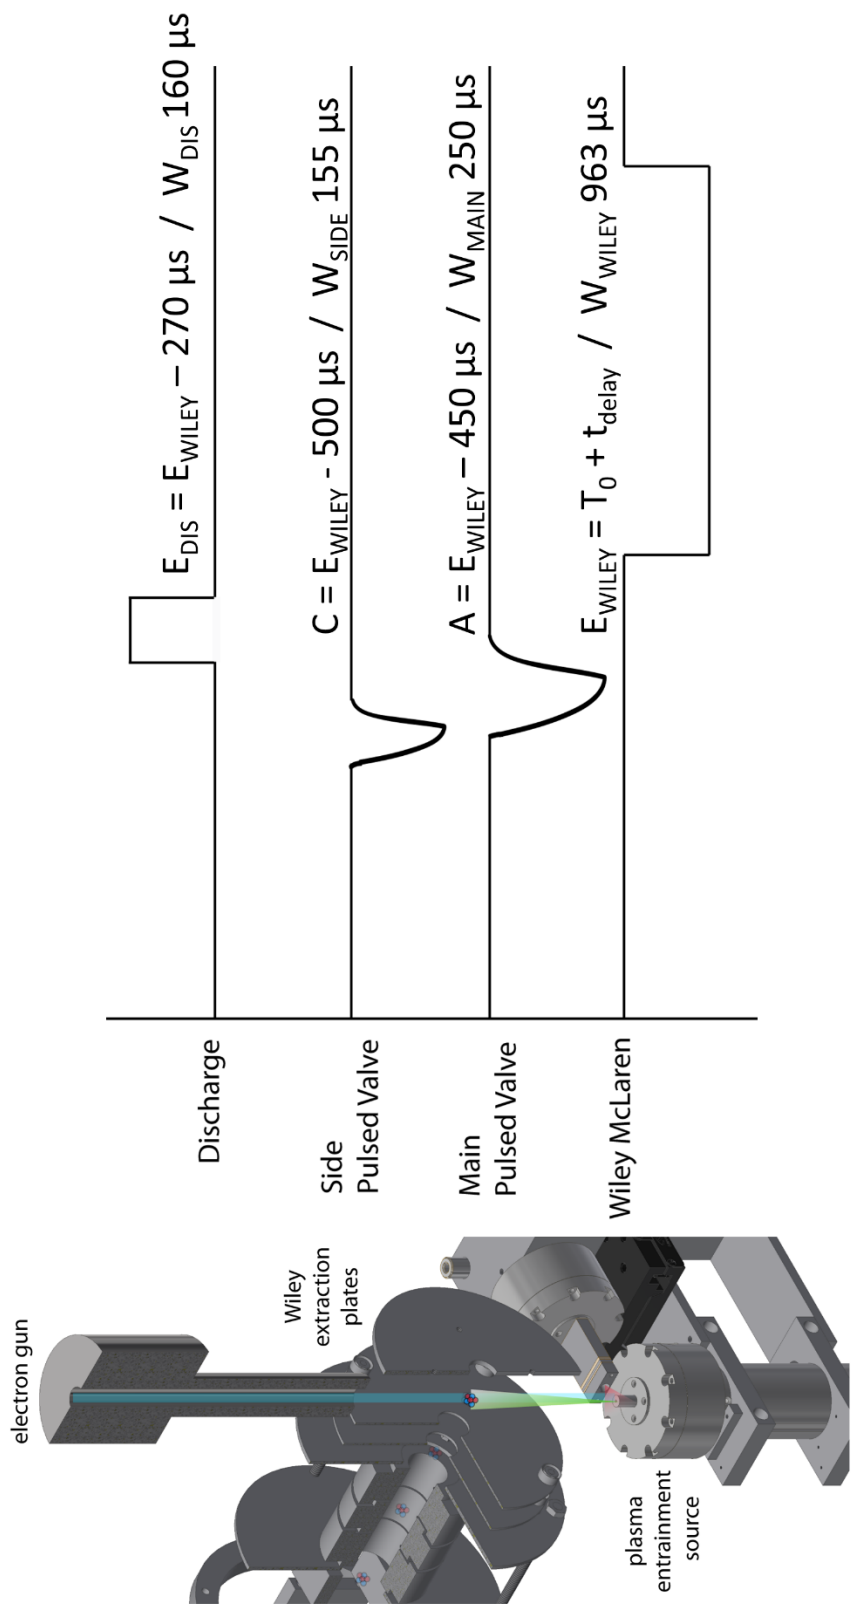 electron gun
Wiley
extraction
plates
plasma
entrainment
source
Discharge
E_DIS = E_WILEY – 270 µs / W_DIS 160 µs
Side
Pulsed Valve
C = E_WILEY - 500 µs / W_SIDE 155 µs
Main
Pulsed Valve
A = E_WILEY – 450 µs / W_MAIN 250 µs
Wiley McLaren
E_WILEY = T_0 + t_delay / W_WILEY 963 µs